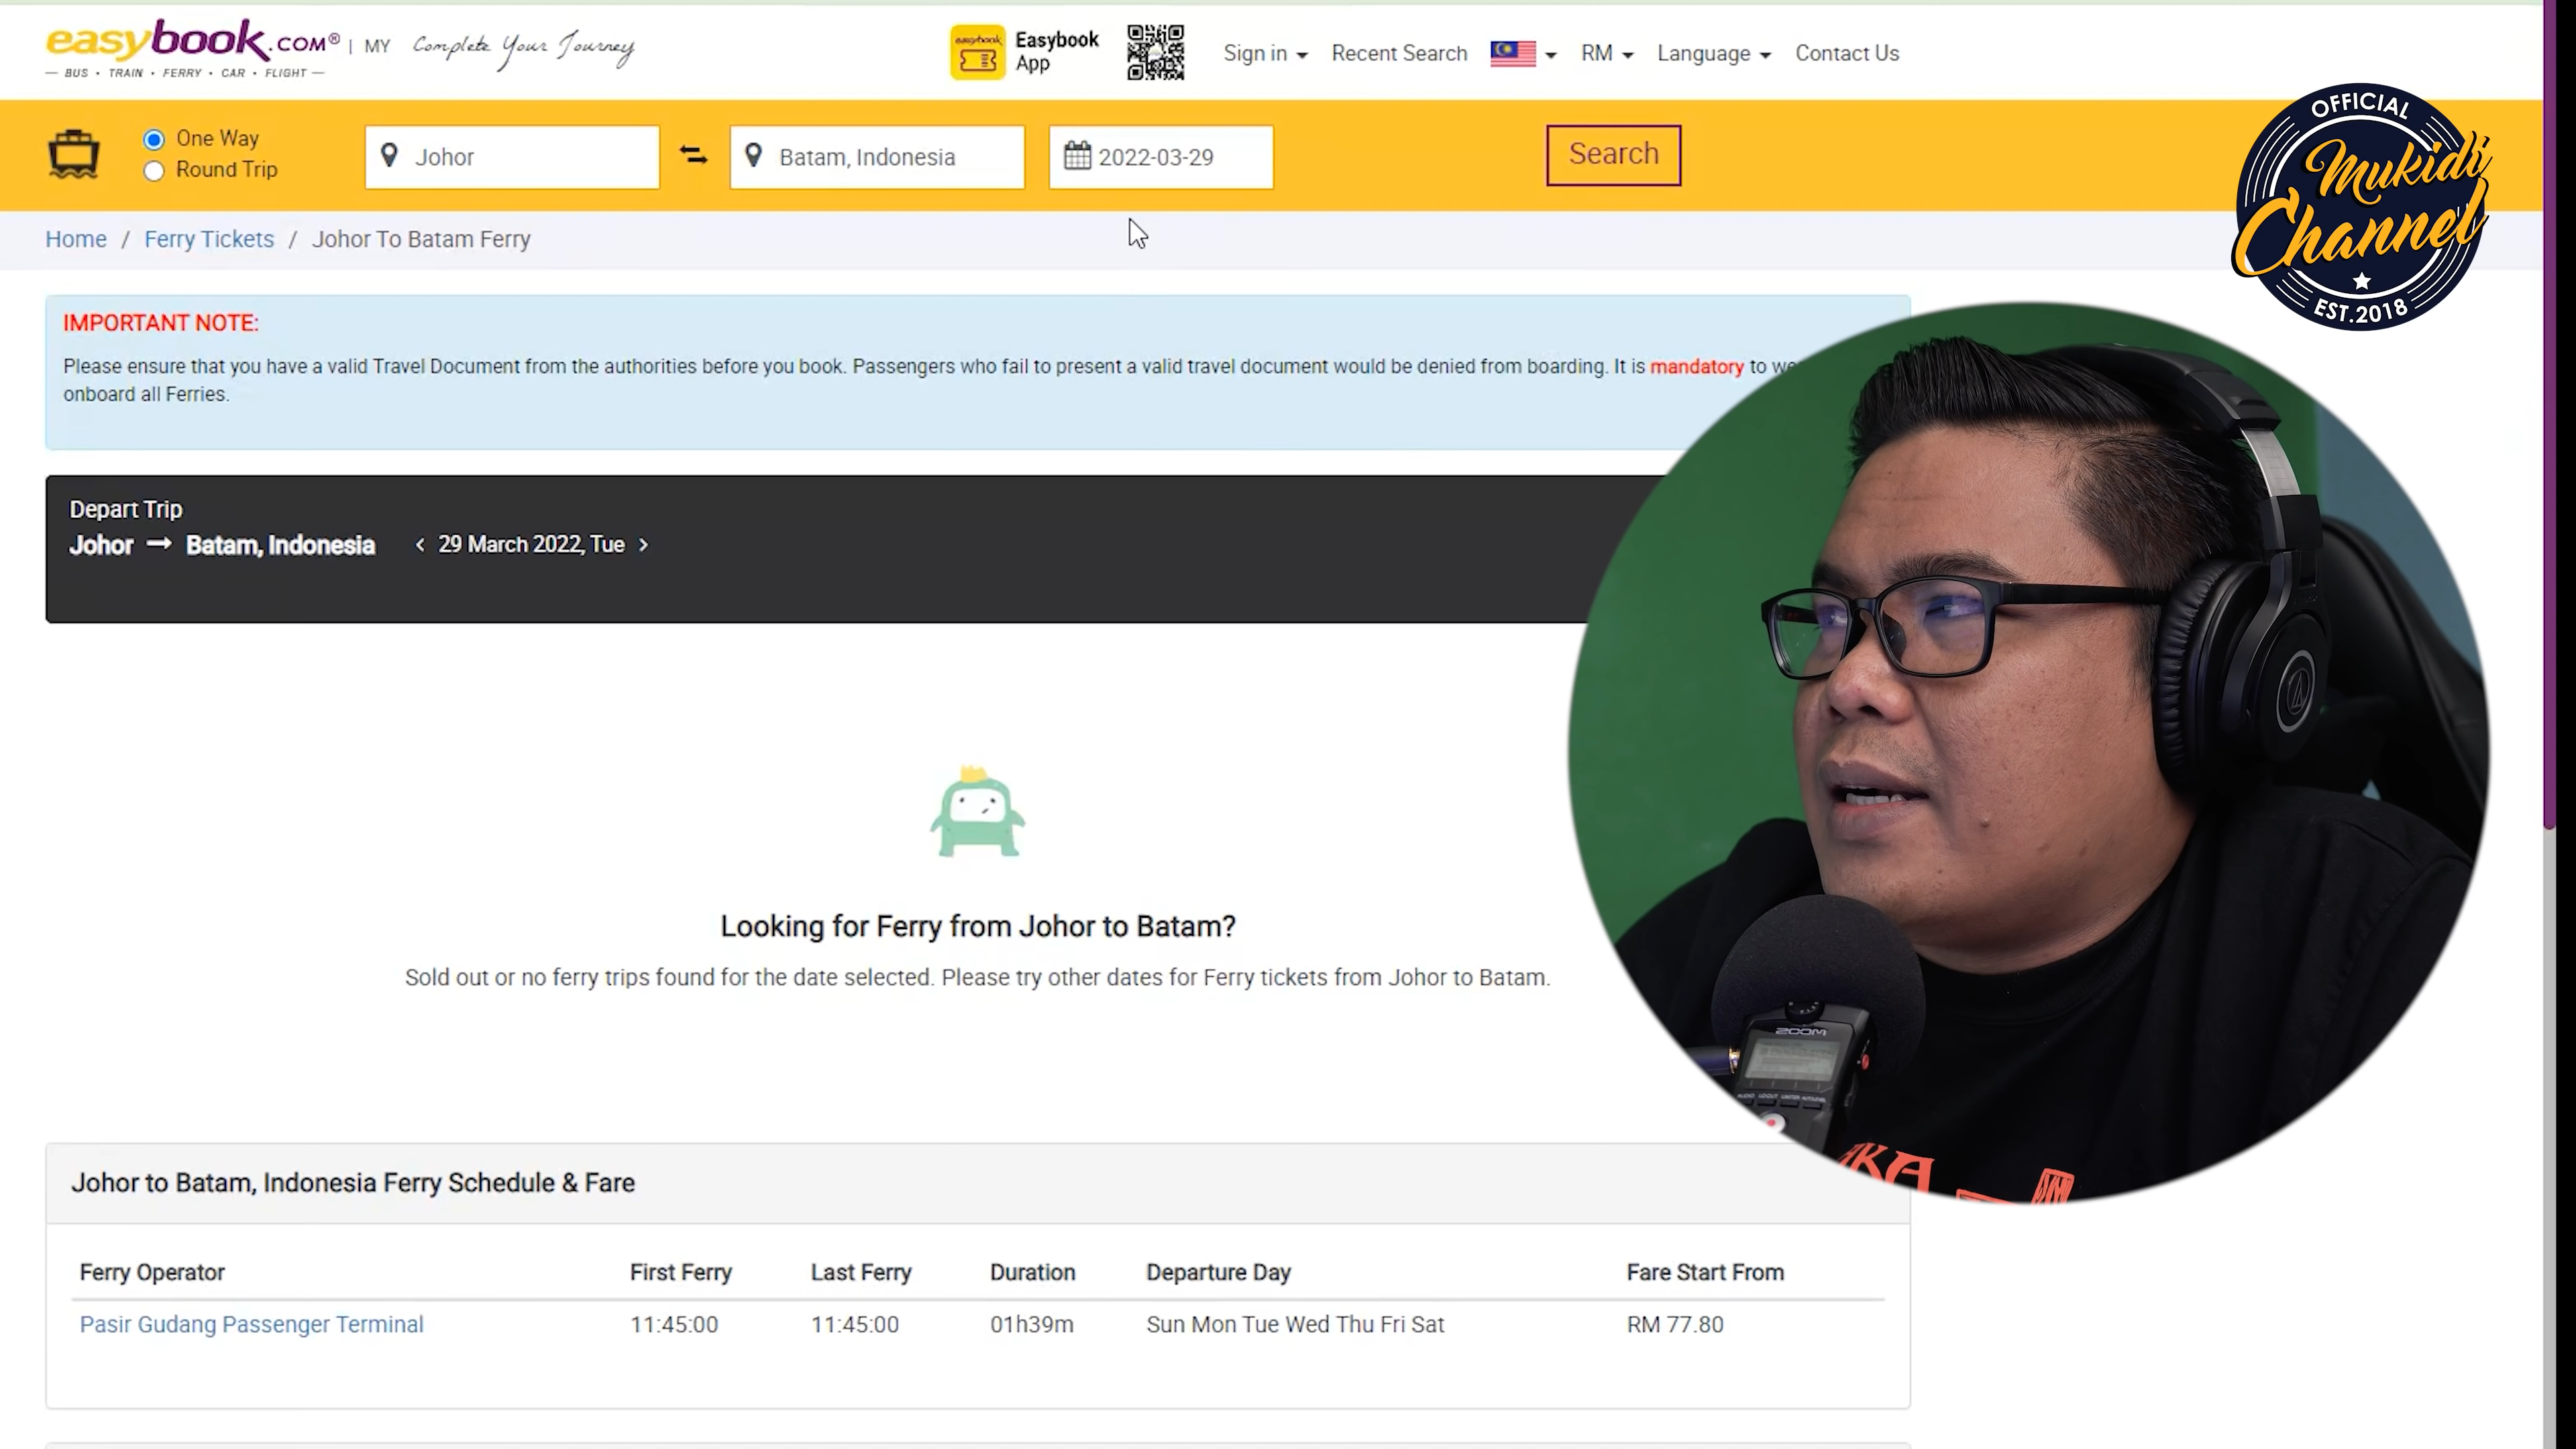 easybook.COM® | MY Complete Your Journey
BUS • TRAIN • FERRY • CAR • FLIGHT
easybook
Easybook
App
Sign in
Recent Search
RM
Language
Contact Us
One Way
Round Trip
Johor
Batam, Indonesia
2022-03-29
Search
OFFICIAL
Mukidi
Channel
EST.2018
Home / Ferry Tickets / Johor To Batam Ferry
IMPORTANT NOTE:
Please ensure that you have a valid Travel Document from the authorities before you book. Passengers who fail to present a valid travel document would be denied from boarding. It is mandatory to
onboard all Ferries.
Depart Trip
Johor → Batam, Indonesia < 29 March 2022, Tue >
Looking for Ferry from Johor to Batam?
Sold out or no ferry trips found for the date selected. Please try other dates for Ferry tickets from Johor to Batam.
ZOOM
Johor to Batam, Indonesia Ferry Schedule & Fare
Ferry Operator First Ferry Last Ferry Duration Departure Day Fare Start From
Pasir Gudang Passenger Terminal 11:45:00 11:45:00 01h39m Sun Mon Tue Wed Thu Fri Sat RM 77.80